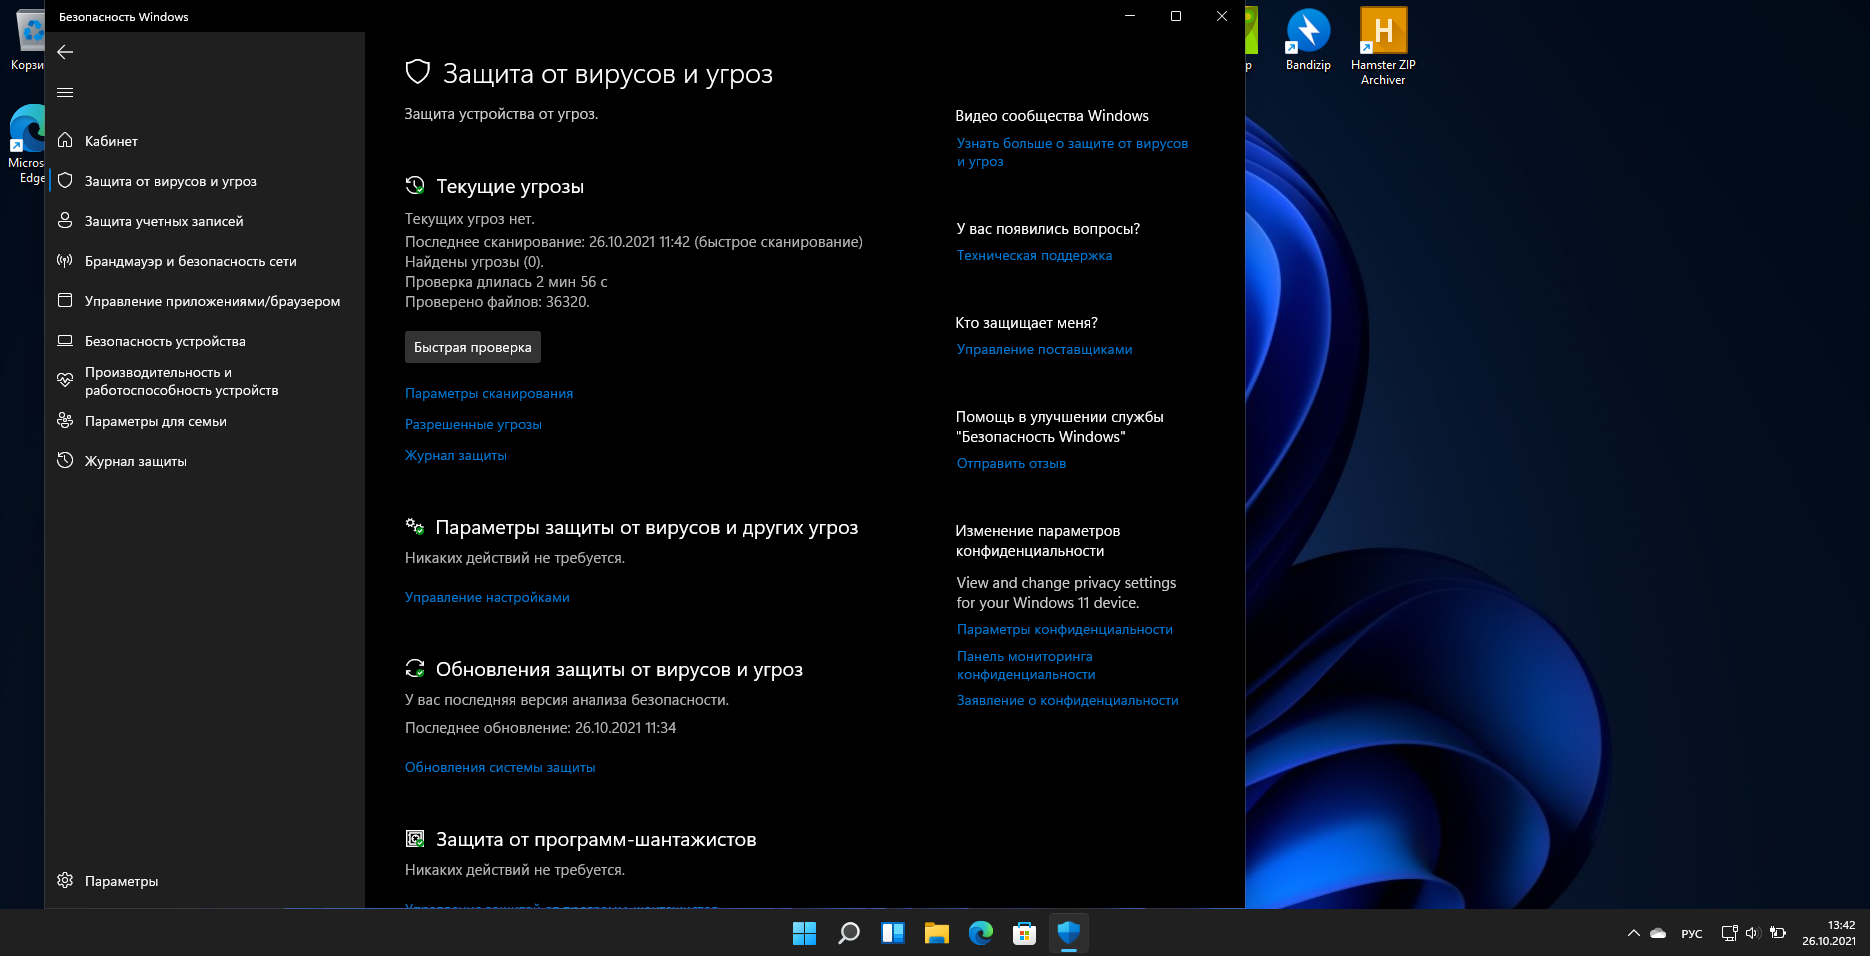 Безопасность Windows
Корзи
Micros
Edge
Кабинет
Защита от вирусов и угроз
Защита учетных записей
Брандмауэр и безопасность сети
Управление приложениями/браузером
Безопасность устройства
Производительность и
работоспособность устройств
Параметры для семьи
Журнал защиты
Параметры
Защита от вирусов и угроз
Защита устройства от угроз.
Текущие угрозы
Текущих угроз нет.
Последнее сканирование: 26.10.2021 11:42 (быстрое сканирование)
Найдены угрозы (0).
Проверка длилась 2 мин 56 с
Проверено файлов: 36320.
Быстрая проверка
Параметры сканирования
Разрешенные угрозы
Журнал защиты
Параметры защиты от вирусов и других угроз
Никаких действий не требуется.
Управление настройками
Обновления защиты от вирусов и угроз
У вас последняя версия анализа безопасности.
Последнее обновление: 26.10.2021 11:34
Обновления системы защиты
Защита от программ-шантажистов
Никаких действий не требуется.
Видео сообщества Windows
Узнать больше о защите от вирусов
и угроз
У вас появились вопросы?
Техническая поддержка
Кто защищает меня?
Управление поставщиками
Помощь в улучшении службы
"Безопасность Windows"
Отправить отзыв
Изменение параметров
конфиденциальности
View and change privacy settings
for your Windows 11 device.
Параметры конфиденциальности
Панель мониторинга
конфиденциальности
Заявление о конфиденциальности
p
Bandizip
H
Hamster ZIP
Archiver
РУС
13:42
26.10.2021